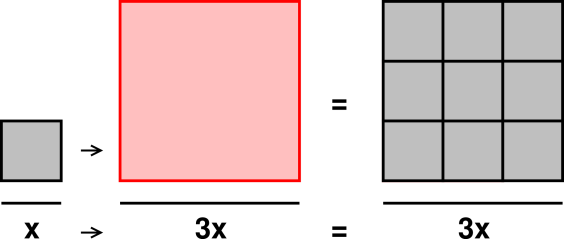 → =
x → 3x = 3x